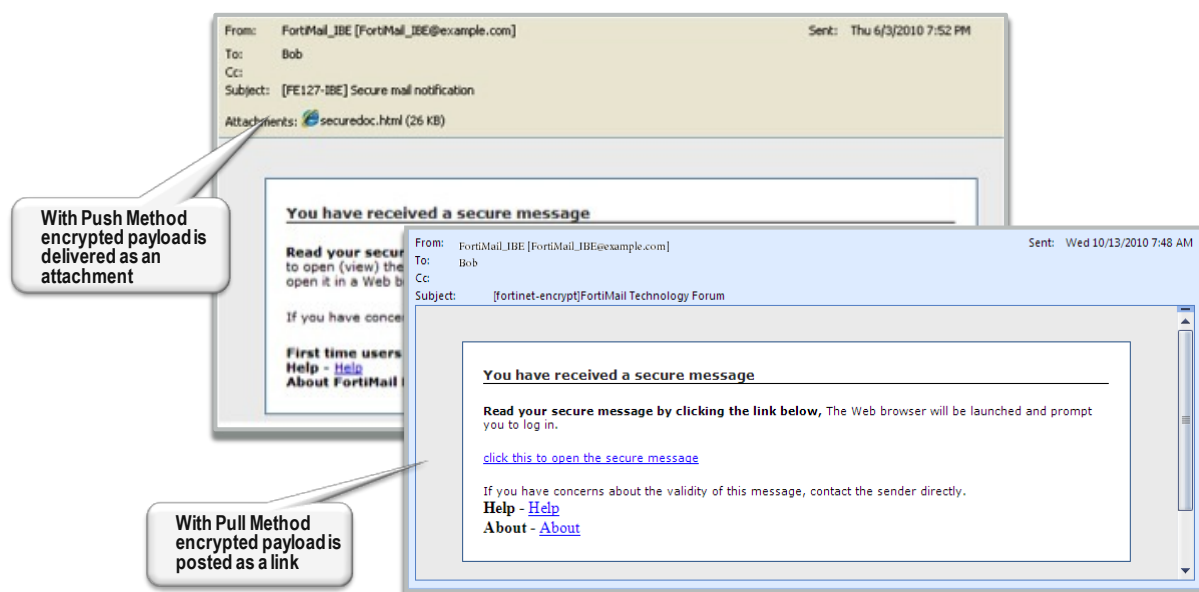 From: FortiMail_IBE [FortiMail_IBE@example.com] Sent: Thu 6/3/2010 7:52 PM
To: Bob
Cc:
Subject: [FE127-IBE] Secure mail notification
Attachments: securedoc.html (26 KB)
With Push Method
encrypted payload is
delivered as an
attachment
You have received a secure message
Read your secur
to open (view) the
open it in a Web b
If you have conce
First time users
Help - Help
About FortiMail
From: FortiMail_IBE [FortiMail_IBE@example.com] Sent: Wed 10/13/2010 7:48 AM
To: Bob
Cc:
Subject: [fortinet-encrypt]FortiMail Technology Forum
You have received a secure message
Read your secure message by clicking the link below, The Web browser will be launched and prompt
you to log in.
click this to open the secure message
If you have concerns about the validity of this message, contact the sender directly.
Help - Help
About - About
With Pull Method
encrypted payload is
posted as a link